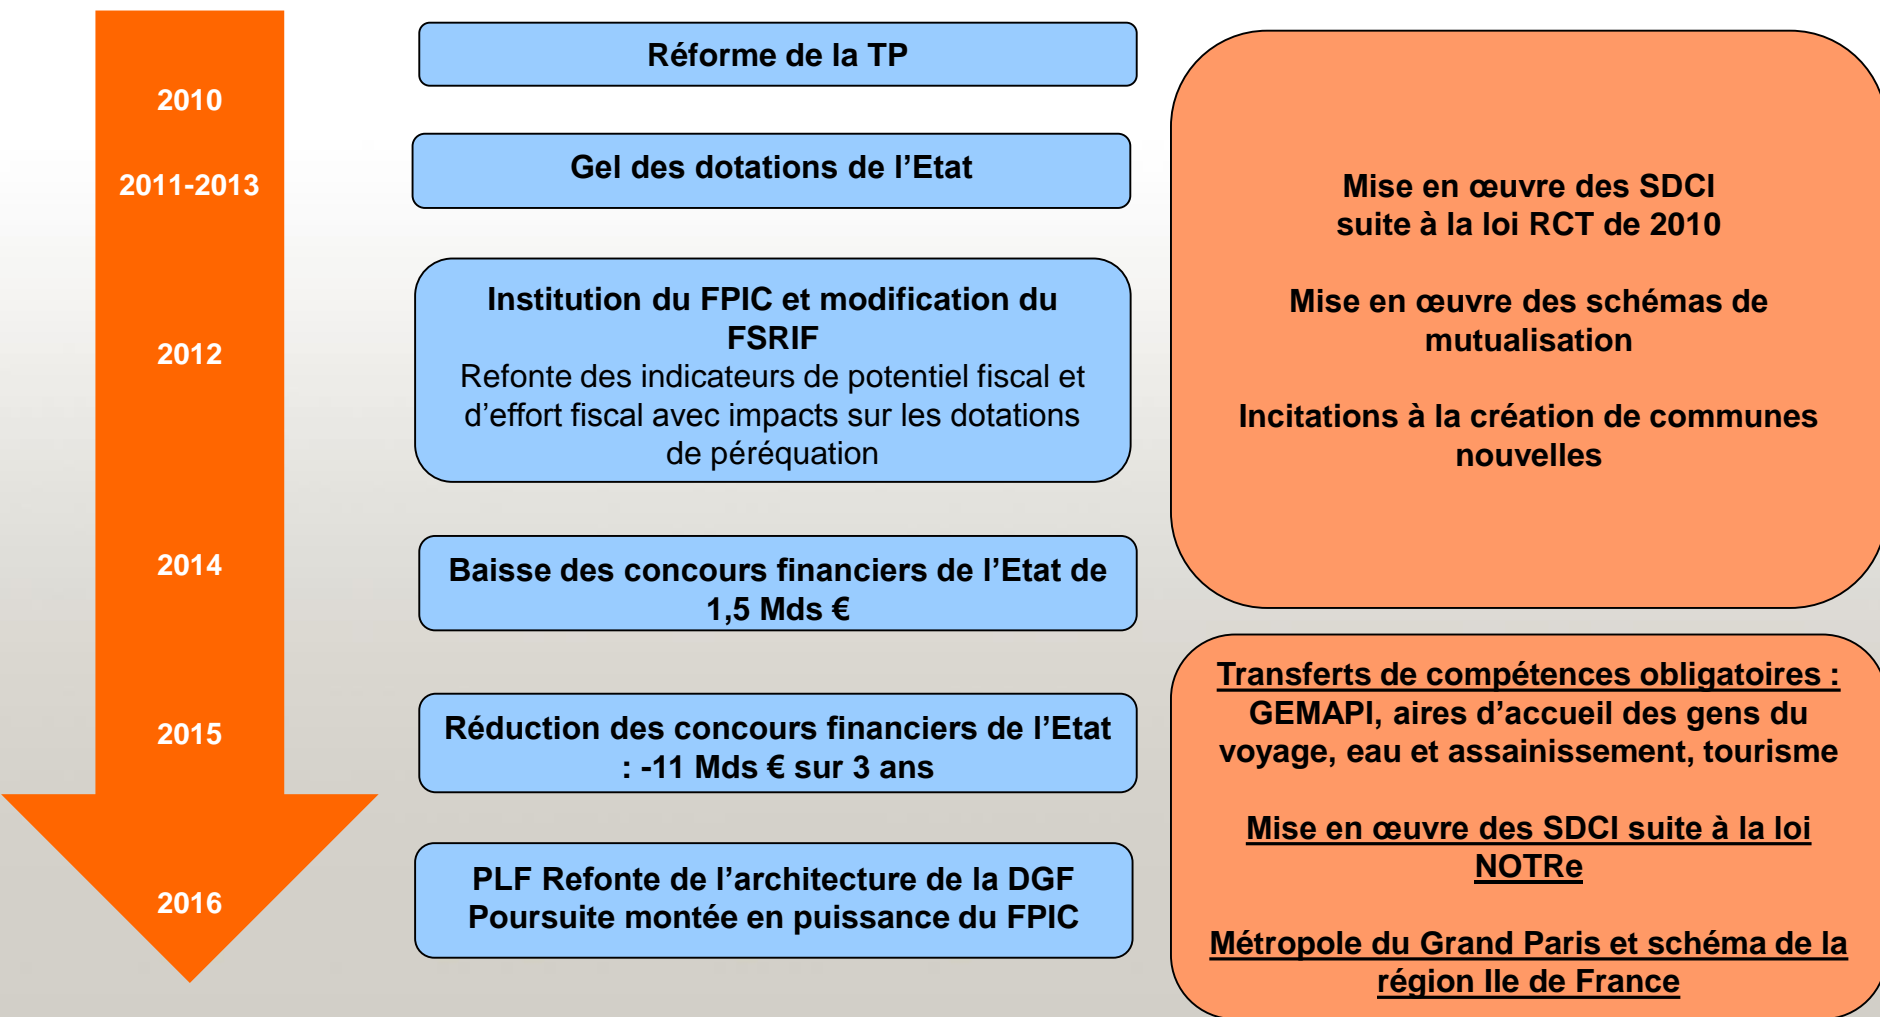 2010
Réforme de la TP
2011-2013
Gel des dotations de l’Etat
2012
Institution du FPIC et modification du
FSRIF
Refonte des indicateurs de potentiel fiscal et
d’effort fiscal avec impacts sur les dotations
de péréquation
2014
Baisse des concours financiers de l’Etat de
1,5 Mds €
2015
Réduction des concours financiers de l’Etat
: -11 Mds € sur 3 ans
2016
PLF Refonte de l’architecture de la DGF
Poursuite montée en puissance du FPIC
Mise en œuvre des SDCI
suite à la loi RCT de 2010
Mise en œuvre des schémas de
mutualisation
Incitations à la création de communes
nouvelles
Transferts de compétences obligatoires :
GEMAPI, aires d’accueil des gens du
voyage, eau et assainissement, tourisme
Mise en œuvre des SDCI suite à la loi
NOTRe
Métropole du Grand Paris et schéma de la
région Ile de France